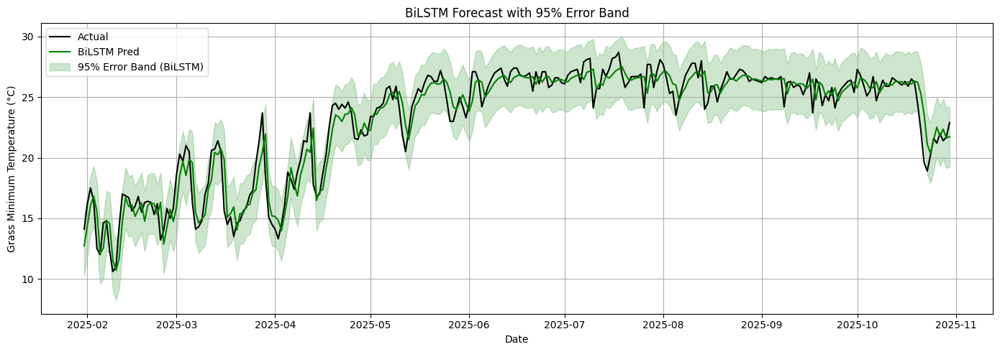 BiLSTM Forecast with 95% Error Band
Actual
BiLSTM Pred
95% Error Band (BiLSTM)
Grass Minimum Temperature (°C)
30
25
20
15
10
2025-02 2025-03 2025-04 2025-05 2025-06 2025-07 2025-08 2025-09 2025-10 2025-11
Date